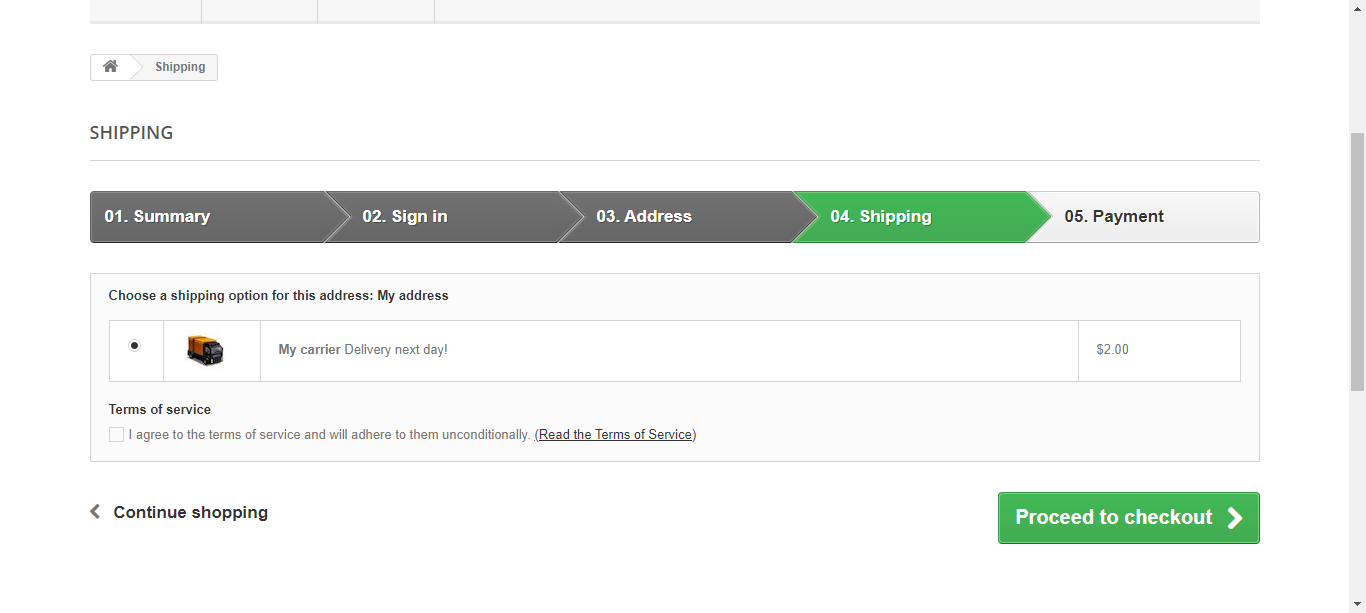 Shipping
SHIPPING
01. Summary 02. Sign in 03. Address 04. Shipping 05. Payment
Choose a shipping option for this address: My address
My carrier Delivery next day! $2.00
Terms of service
I agree to the terms of service and will adhere to them unconditionally. (Read the Terms of Service)
Continue shopping
Proceed to checkout